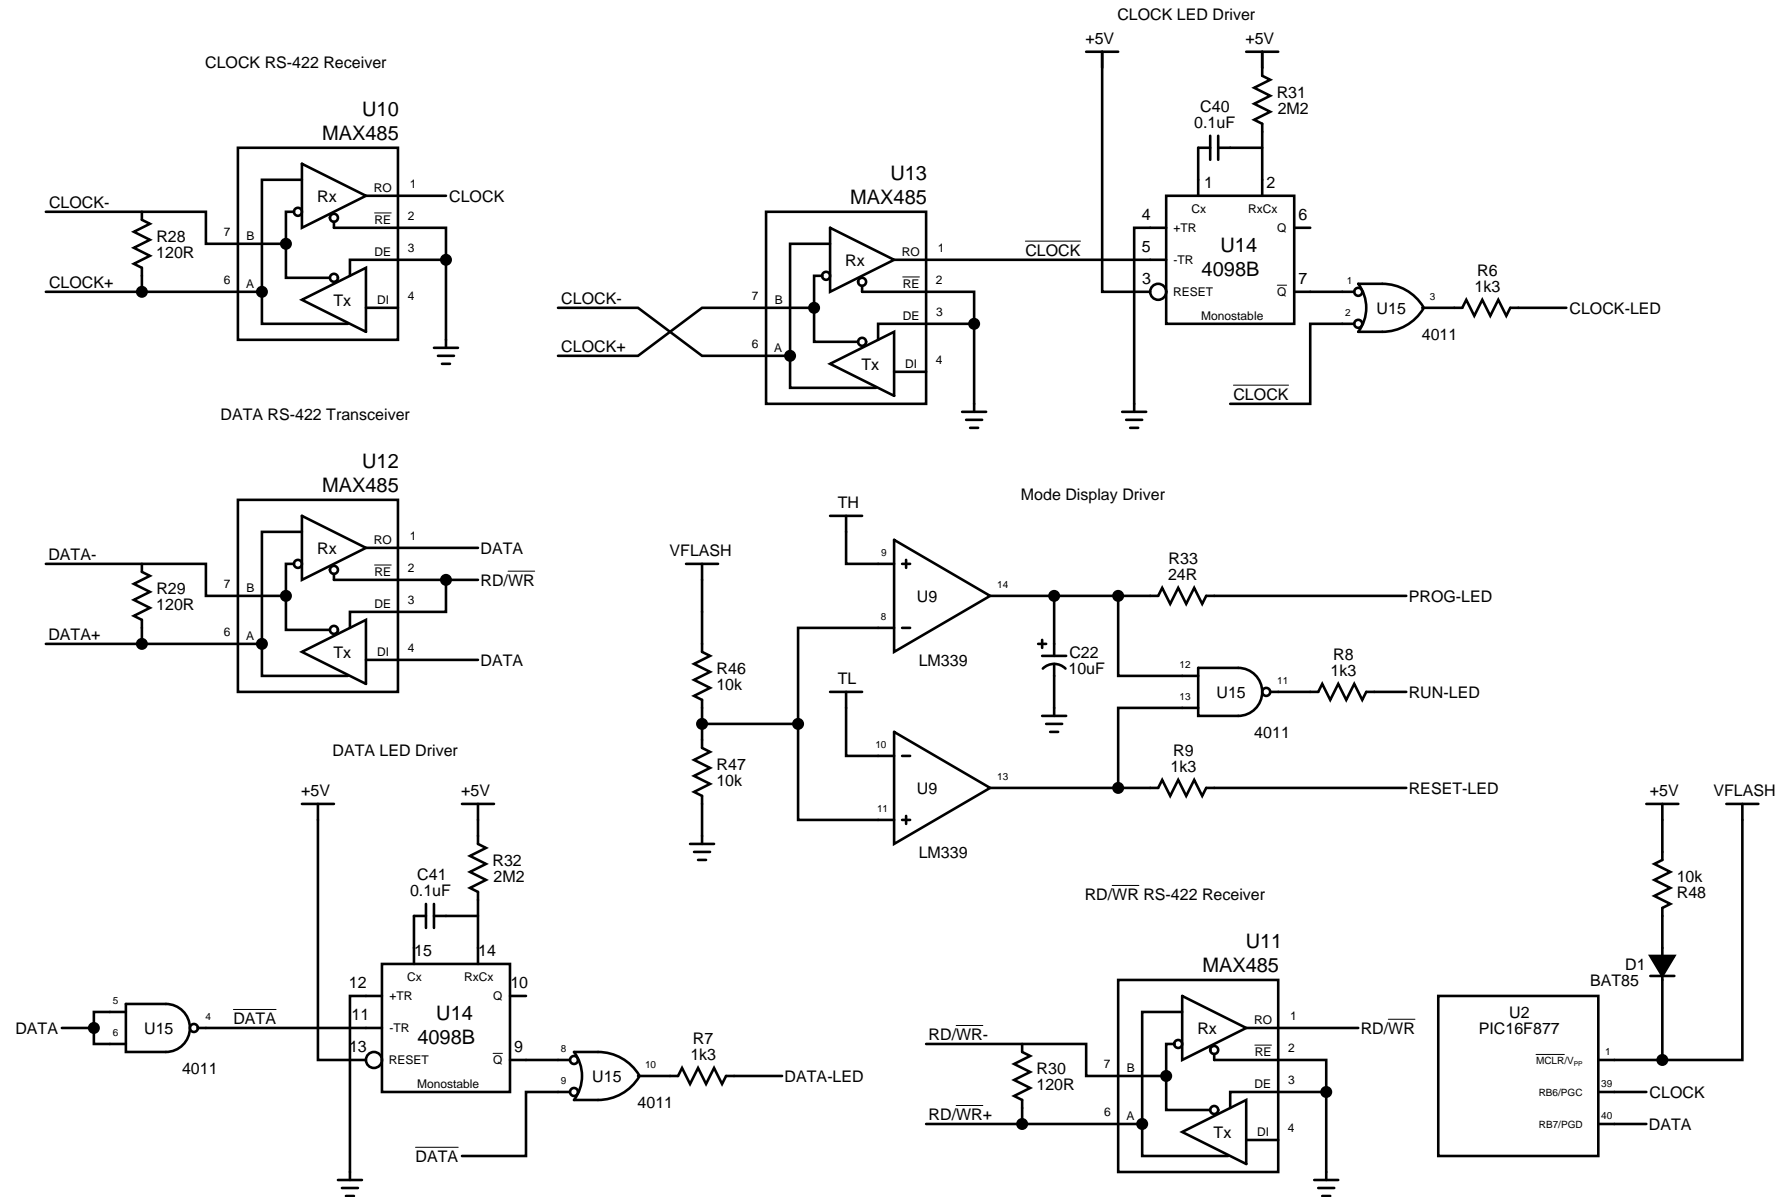 CLOCK RS-422 Receiver
U10
MAX485
CLOCK-
R28
120R
CLOCK+
7
B
6
A
Rx
Tx
RO
1
CLOCK
RE
2
DE
3
DI
4
U13
MAX485
CLOCK-
CLOCK+
7
B
6
A
Rx
Tx
RO
1
CLOCK
RE
2
DE
3
DI
4
CLOCK LED Driver
+5V
+5V
R31
2M2
C40
0.1uF
1
2
Cx
RxCx
4
+TR
5
-TR
3
RESET
U14
4098B
Monostable
6
Q
7
Q
1
2
U15
3
4011
R6
1k3
CLOCK-LED
CLOCK
DATA RS-422 Transceiver
U12
MAX485
DATA-
R29
120R
DATA+
7
B
6
A
Rx
Tx
RO
1
DATA
RE
2
RD/WR
DE
3
DI
4
DATA
Mode Display Driver
VFLASH
R46
10k
R47
10k
TH
9
+
8
−
U9
14
LM339
TL
10
−
11
+
U9
13
LM339
+
C22
10uF
R33
24R
PROG-LED
12
13
U15
11
4011
R8
1k3
RUN-LED
R9
1k3
RESET-LED
DATA LED Driver
+5V
+5V
R32
2M2
C41
0.1uF
15
14
Cx
RxCx
12
+TR
11
-TR
13
RESET
U14
4098B
Monostable
10
Q
9
Q
DATA
5
6
U15
4
4011
DATA
8
9
U15
10
4011
R7
1k3
DATA-LED
DATA
RD/WR RS-422 Receiver
U11
MAX485
RD/WR-
R30
120R
RD/WR+
7
B
6
A
Rx
Tx
RO
1
RD/WR
RE
2
DE
3
DI
4
+5V
VFLASH
10k
R48
D1
BAT85
U2
PIC16F877
MCLR/VPP
1
RB6/PGC
39
CLOCK
RB7/PGD
40
DATA